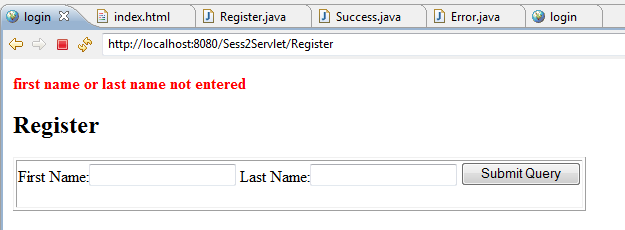 login index.html Register.java Success.java Error.java login
http://localhost:8080/Sess2Servlet/Register
first name or last name not entered
Register
First Name: Last Name: Submit Query